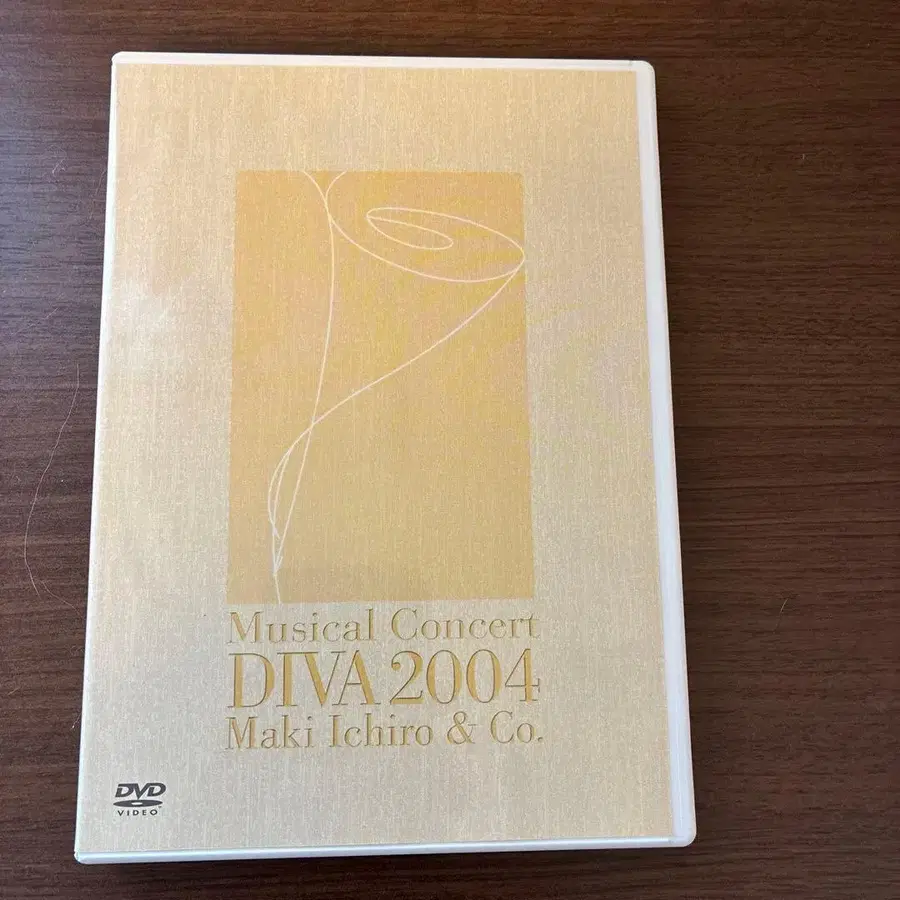 Musical Concert
DIVA 2004
Maki Ichiro & Co.
DVD
VIDEO